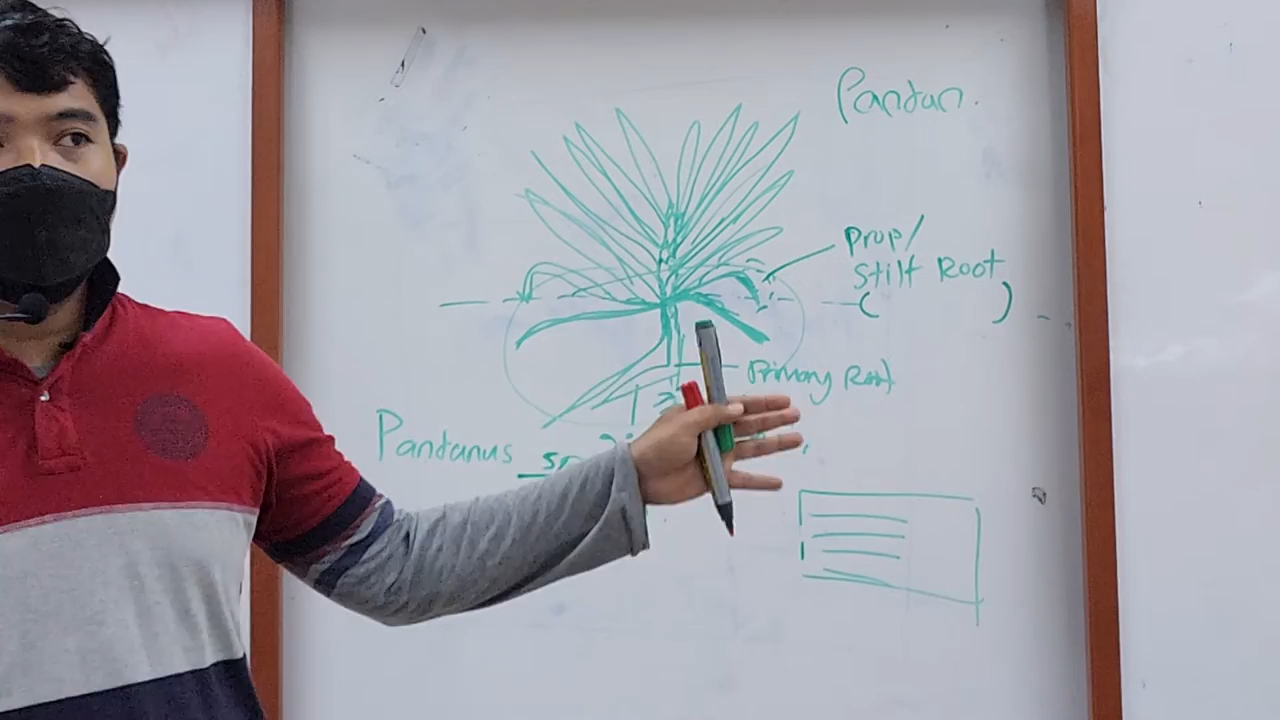 Pandan.
Prop/
Stilt Root
( )
Primary Root
Pandanus